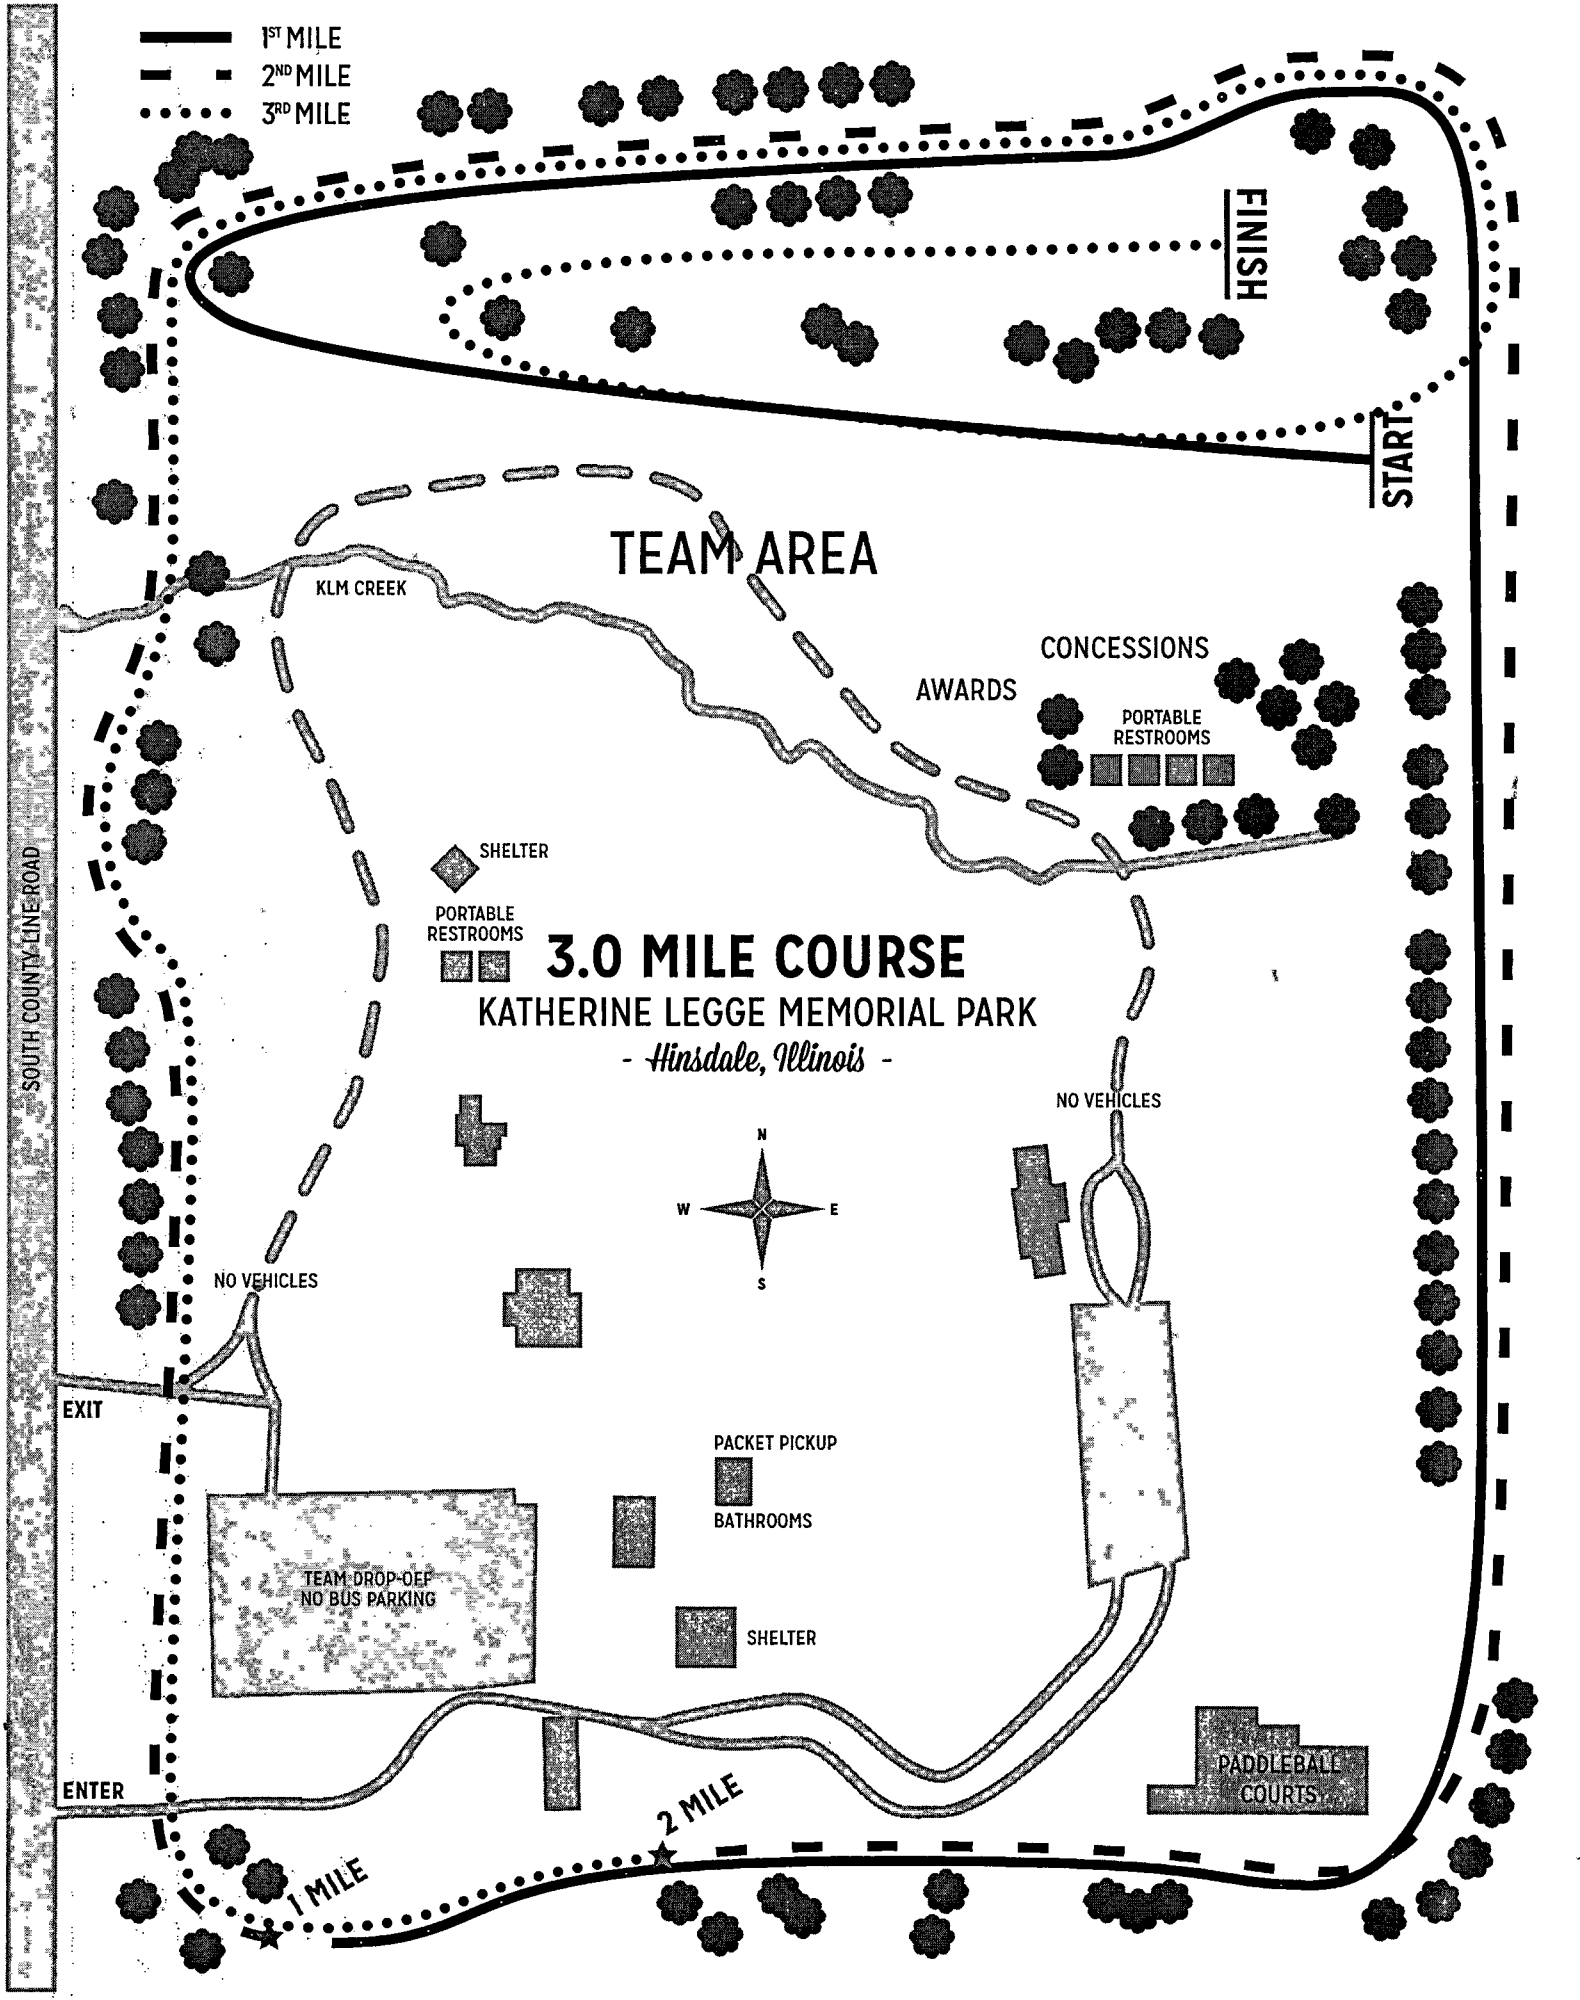 1ST MILE
2ND MILE
3RD MILE
FINISH
START
TEAM AREA
KLM CREEK
CONCESSIONS
AWARDS
PORTABLE
RESTROOMS
SHELTER
PORTABLE
RESTROOMS
3.0 MILE COURSE
KATHERINE LEGGE MEMORIAL PARK
- Hinsdale, Illinois -
SOUTH COUNTY LINE ROAD
NO VEHICLES
N
W E
S
NO VEHICLES
EXIT
PACKET PICKUP
BATHROOMS
TEAM DROP-OFF
NO BUS PARKING
SHELTER
PADDLEBALL
COURTS
ENTER
2 MILE
1 MILE